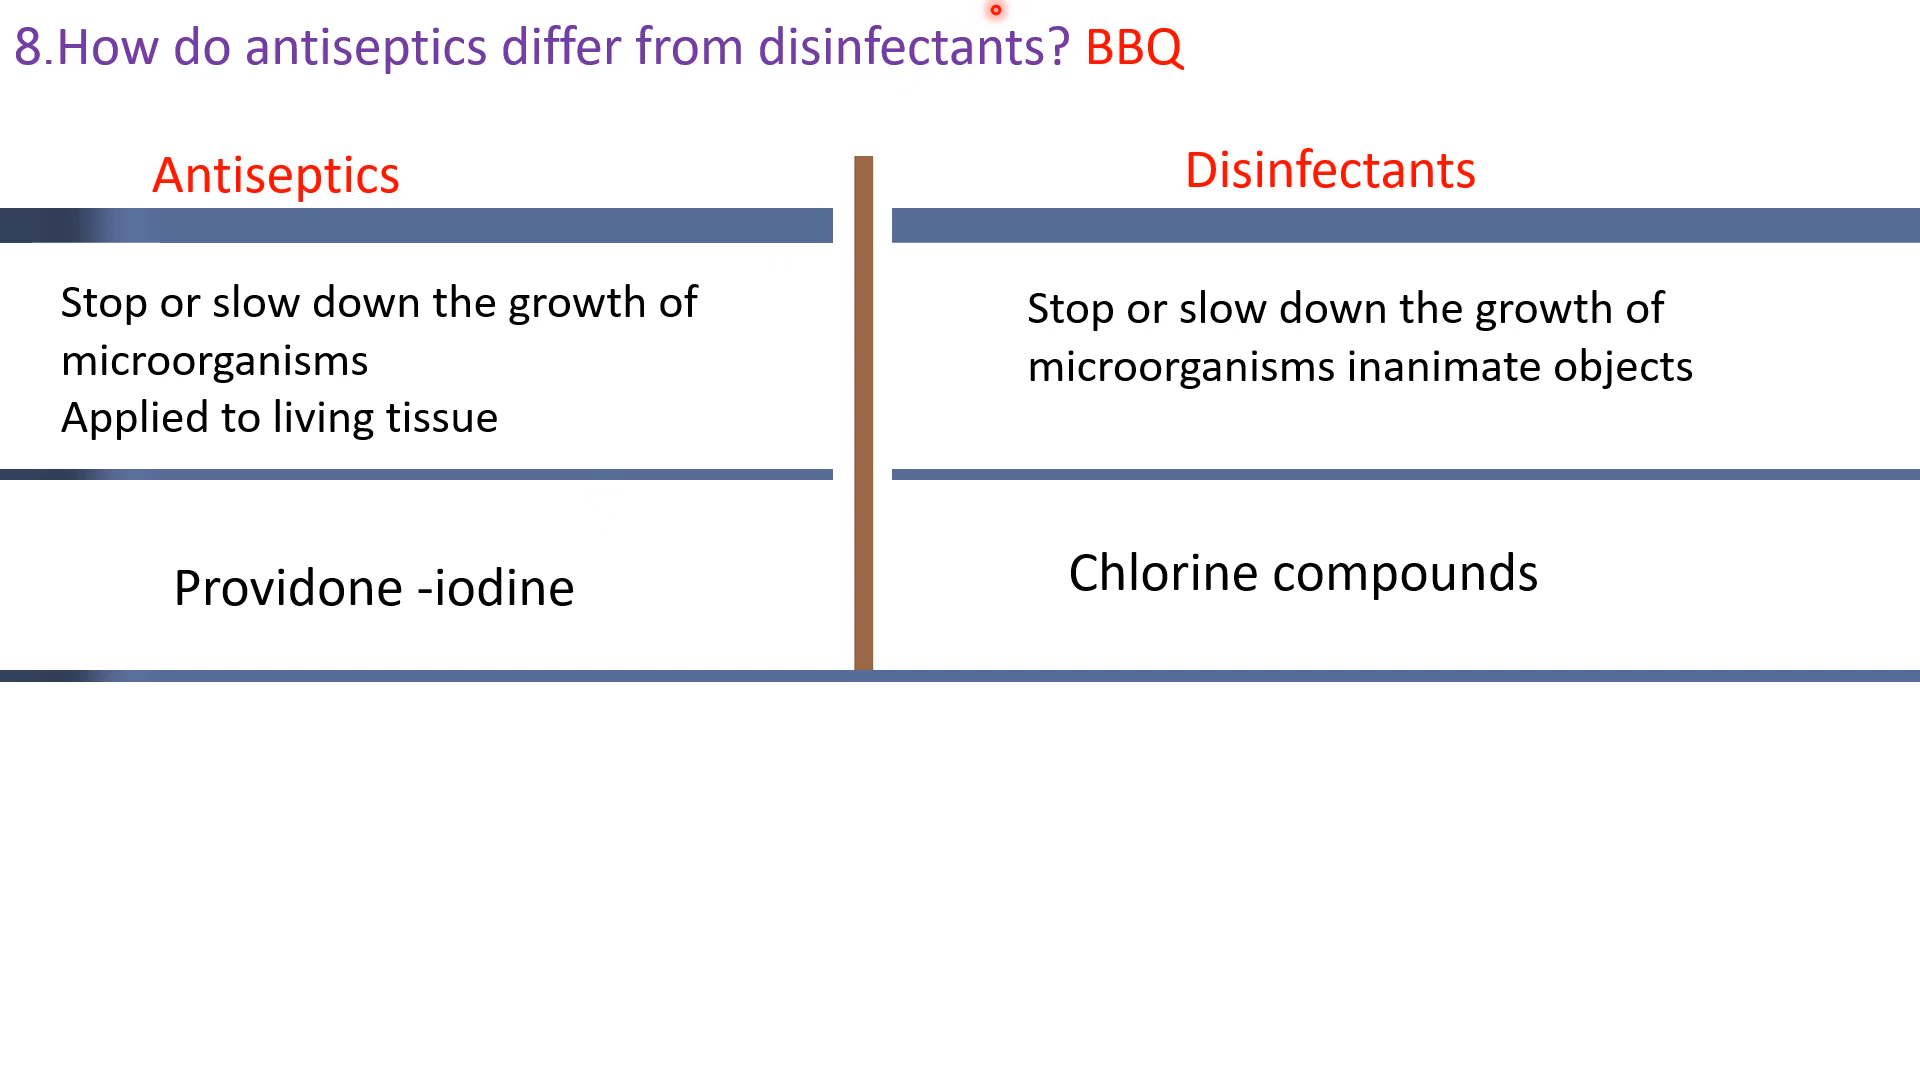 8.How do antiseptics differ from disinfectants? BBQ
Antiseptics
Stop or slow down the growth of
microorganisms
Applied to living tissue
Providone -iodine
Disinfectants
Stop or slow down the growth of
microorganisms inanimate objects
Chlorine compounds